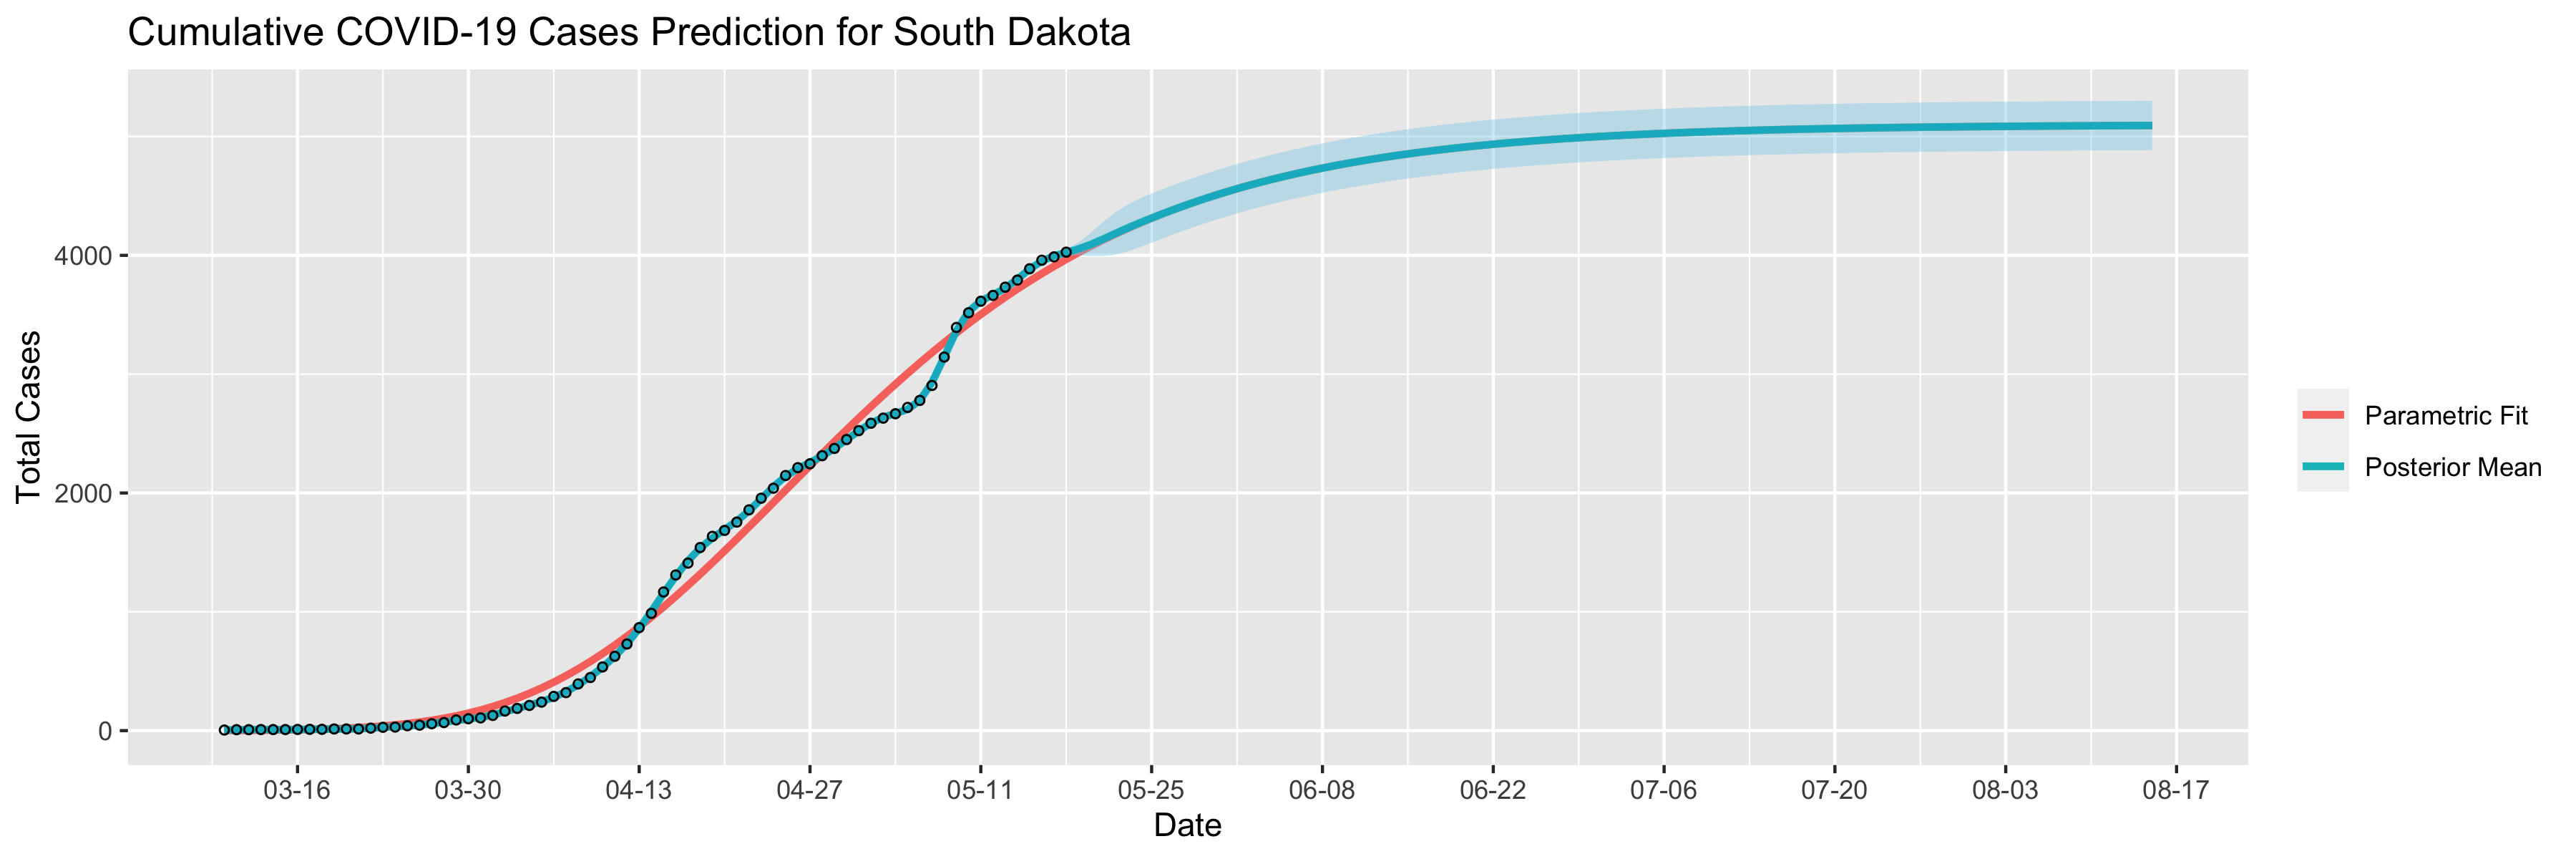 Cumulative COVID-19 Cases Prediction for South Dakota
Total Cases
4000
2000
0
03-16 03-30 04-13 04-27 05-11 05-25 06-08 06-22 07-06 07-20 08-03 08-17
Date
Parametric Fit
Posterior Mean